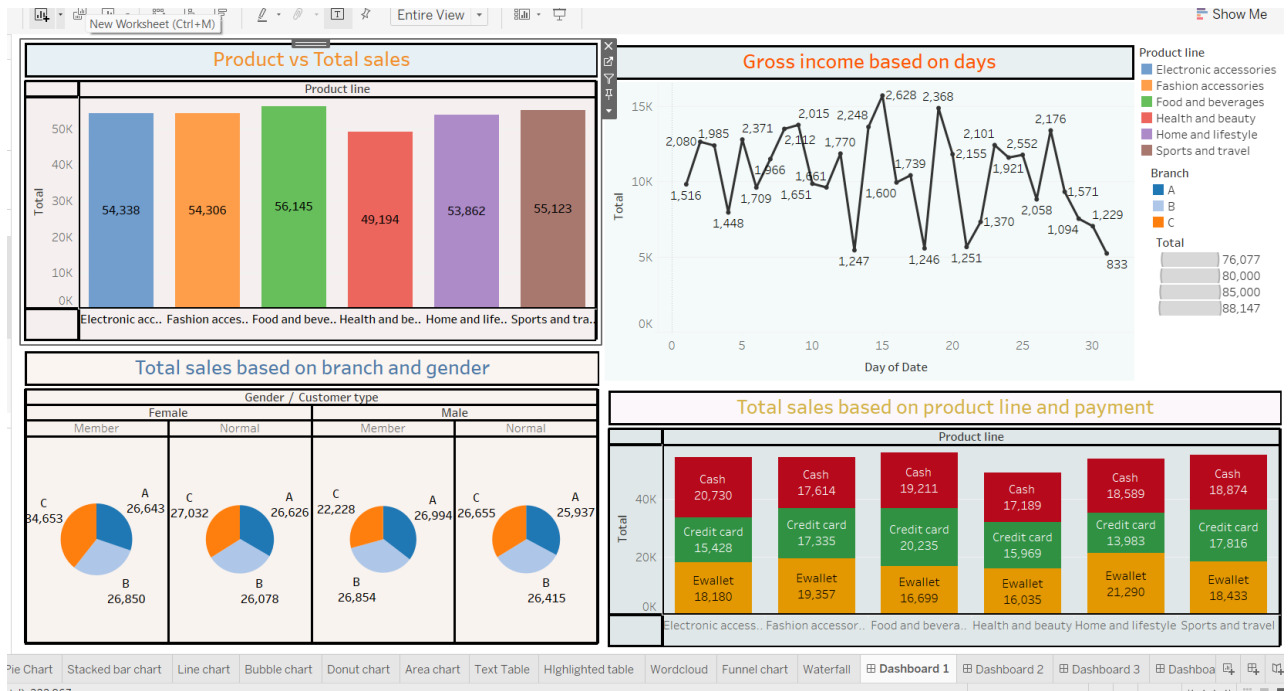 Entire View
Show Me
New Worksheet (Ctrl+M)
Product vs Total sales
Product line
Total
50K
40K
30K
20K
10K
0K
54,338
54,306
56,145
49,194
53,862
55,123
Electronic acc.. Fashion acces.. Food and beve.. Health and be.. Home and life.. Sports and tra..
Gross income based on days
Total
15K
10K
5K
0K
1,516
2,080
1,985
1,448
2,371
1,709
1,966
2,112
2,015
1,651
1,661
1,770
1,247
2,248
2,628
1,600
1,739
1,246
2,368
2,155
1,251
1,370
2,101
1,921
2,552
2,058
2,176
1,571
1,094
1,229
833
0 5 10 15 20 25 30
Day of Date
Product line
Electronic accessories
Fashion accessories
Food and beverages
Health and beauty
Home and lifestyle
Sports and travel
Branch
A
B
C
Total
76,077
80,000
85,000
88,147
Total sales based on branch and gender
Gender / Customer type
Female Male
Member Normal Member Normal
C
34,653
A
26,643
B
26,850
C
27,032
A
26,626
B
26,078
C
22,228
A
26,994
B
26,854
26,655
A
25,937
B
26,415
Total sales based on product line and payment
Product line
Total
40K
20K
0K
Cash
20,730
Credit card
15,428
Ewallet
18,180
Cash
17,614
Credit card
17,335
Ewallet
19,357
Cash
19,211
Credit card
20,235
Ewallet
16,699
Cash
17,189
Credit card
15,969
Ewallet
16,035
Cash
18,589
Credit card
13,983
Ewallet
21,290
Cash
18,874
Credit card
17,816
Ewallet
18,433
Electronic access.. Fashion accessor.. Food and bevera.. Health and beauty Home and lifestyle Sports and travel
Pie Chart Stacked bar chart Line chart Bubble chart Donut chart Area chart Text Table Highlighted table Wordcloud Funnel chart Waterfall Dashboard 1 Dashboard 2 Dashboard 3 Dashboa